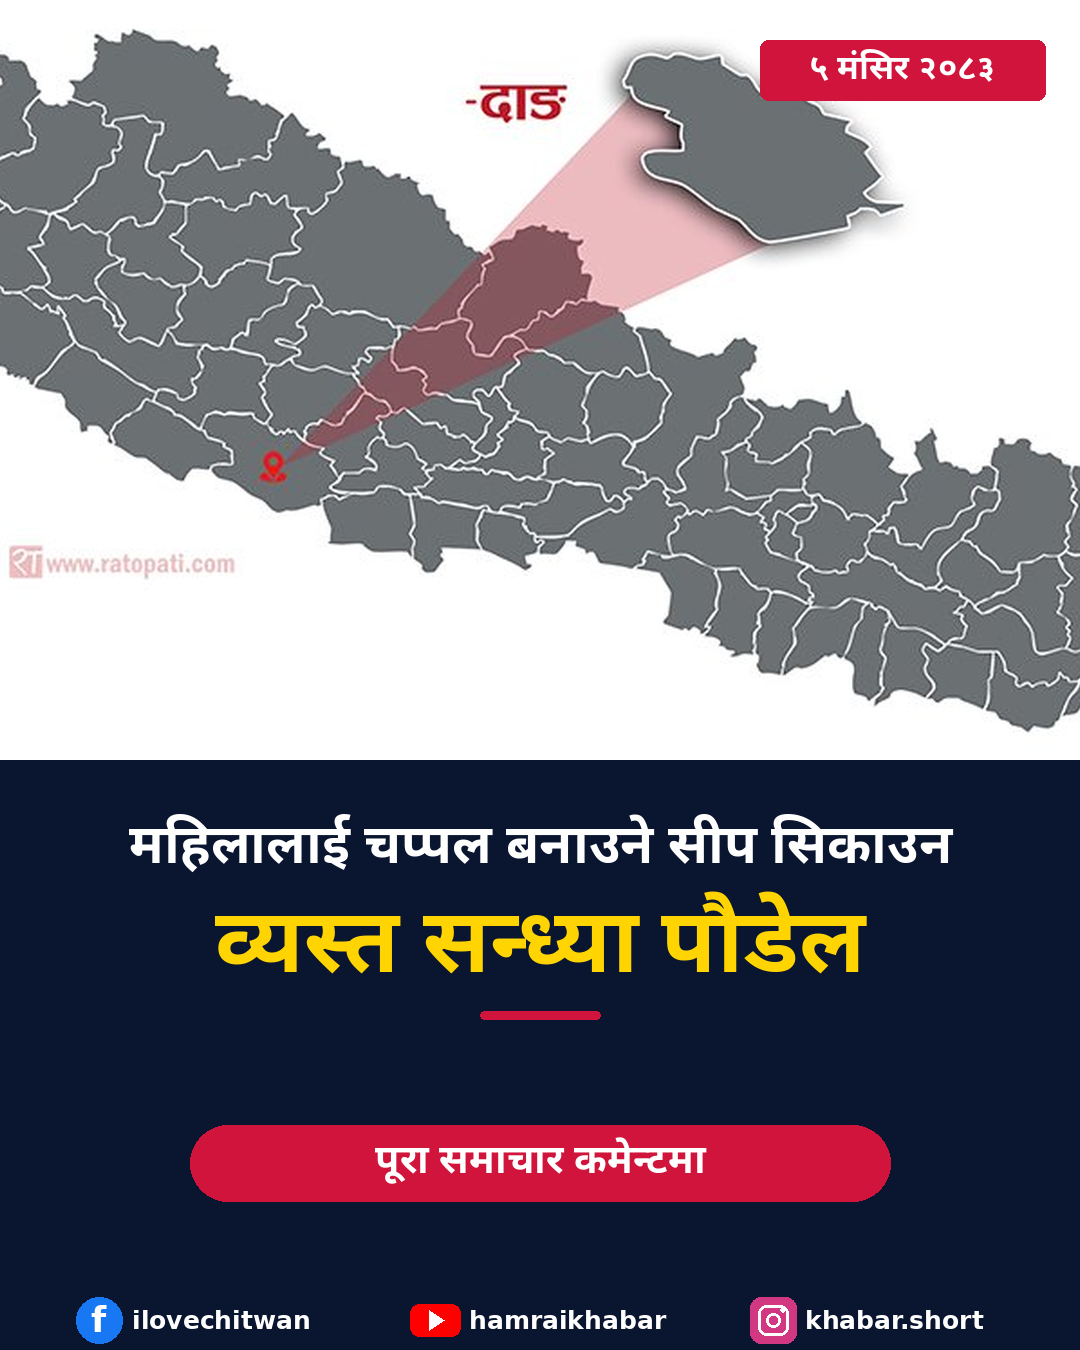 ५ मंसिर २०८३
-दाङ
रा www.ratopati.com
महिलालाई चप्पल बनाउने सीप सिकाउन
व्यस्त सन्ध्या पौडेल
पूरा समाचार कमेन्टमा
ilovechitwan
hamraikhabar
khabar.short